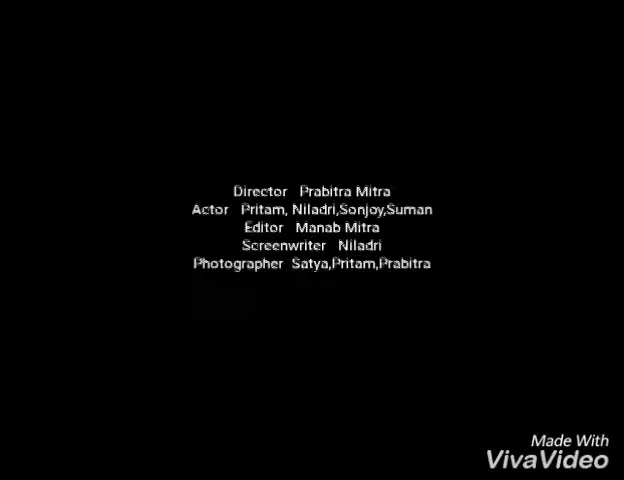 Director Prabitra Mitra
Actor Pritam, Niladri,Sonjoy,Suman
Editor Manab Mitra
Screenwriter Niladri
Photographer Satya,Pritam,Prabitra
Made With
VivaVideo